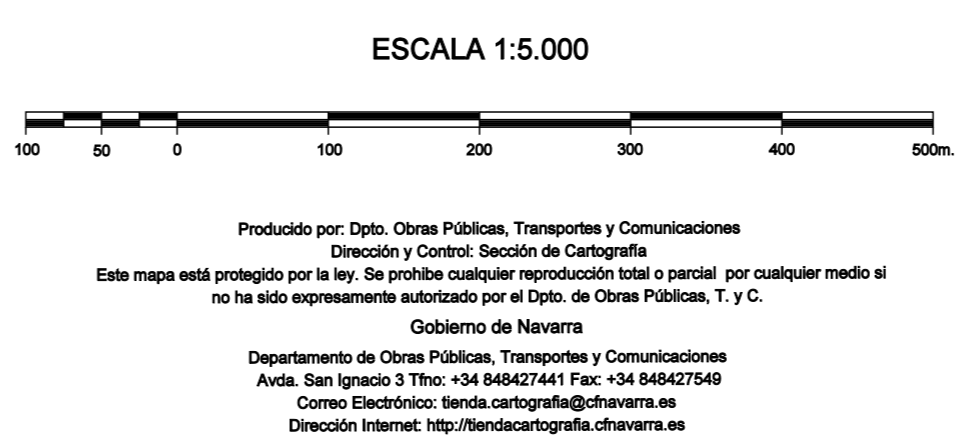 ESCALA 1:5.000
100 50 0 100 200 300 400 500m.
Producido por: Dpto. Obras Públicas, Transportes y Comunicaciones
Dirección y Control: Sección de Cartografía
Este mapa está protegido por la ley. Se prohibe cualquier reproducción total o parcial por cualquier medio si
no ha sido expresamente autorizado por el Dpto. de Obras Públicas, T. y C.
Gobierno de Navarra
Departamento de Obras Públicas, Transportes y Comunicaciones
Avda. San Ignacio 3 Tfno: +34 848427441 Fax: +34 848427549
Correo Electrónico: tienda.cartografia@cfnavarra.es
Dirección Internet: http://tiendacartografia.cfnavarra.es